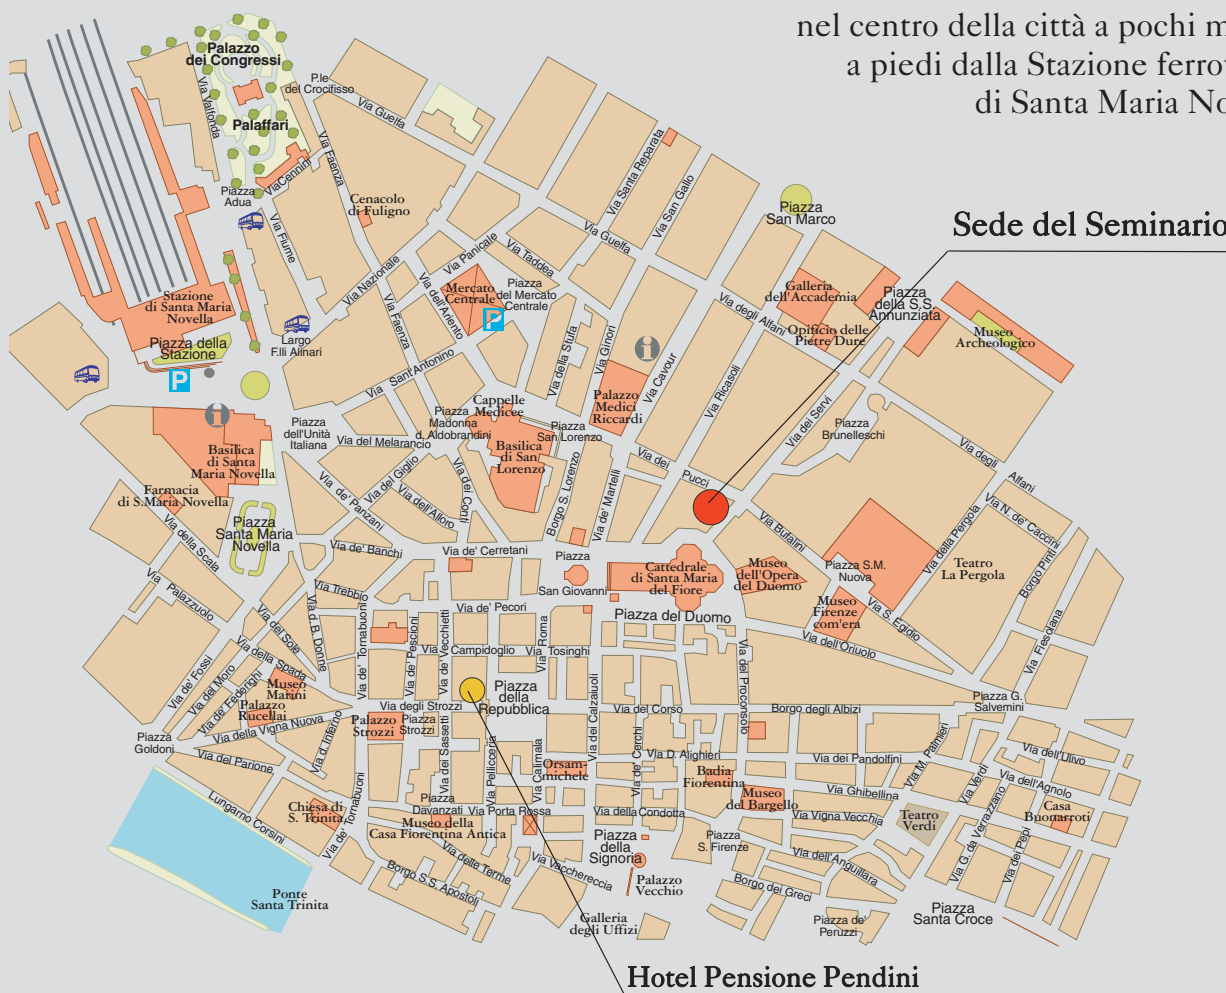 nel centro della città a pochi m
a piedi dalla Stazione ferro
di Santa Maria No
Sede del Seminario
Hotel Pensione Pendini
Palazzo
dei Congressi
P.le
del Crocifisso
Via Guelfa
Via Valfonda
Palaffari
Via Faenza
Via Cennini
Piazza
Adua
Via Fiume
Cenacolo
di Fuligno
Via Santa Reparata
Via San Gallo
Piazza
San Marco
Via Guelfa
Via Panicale
Via Taddea
Via Nazionale
Via dell'Ariento
Mercato
Centrale
Piazza
del Mercato
Centrale
P
Stazione
di Santa Maria
Novella
Piazza della
Stazione
P
Largo
F.lli Alinari
Via Faenza
Via Sant'Antonino
Via della Stufa
Via Ginori
i
Via Cavour
Via Ricasoli
Via degli Alfani
Galleria
dell'Accademia
Opificio delle
Pietre Dure
Piazza
della S.S.
Annunziata
Museo
Archeologico
Via dei Servi
Piazza
Brunelleschi
Palazzo
Medici
Riccardi
Cappelle
Medicee
Piazza
Madonna
d. Aldobrandini
Basilica
di San
Lorenzo
Piazza
San Lorenzo
Piazza
dell'Unità
Italiana
Via del Melarancio
Via del Giglio
Via dell'Alloro
Via dei Conti
Via de' Panzani
i
Basilica
di Santa
Maria Novella
Farmacia
di S.Maria Novella
Piazza
Santa Maria
Novella
Via della Scala
Via Palazzuolo
Via de' Banchi
Via de' Cerretani
Borgo S. Lorenzo
Via de' Martelli
Via dei Pucci
Via Bufalini
Via degli Alfani
Via N. de' Caccini
Via della Pergola
Borgo Pinti
Teatro
La Pergola
Via Fiesolana
Piazza S.M.
Nuova
Via S. Egidio
Museo
dell'Opera
del Duomo
Museo
Firenze
com'era
Cattedrale
di Santa Maria
del Fiore
Piazza
San Giovanni
Piazza del Duomo
Via dell'Oriuolo
Via del Proconsolo
Via Trebbio
Via d. B. Donne
Via dei Sole
Via della Spada
Via de' Fossi
Via del Moro
Via de' Federighi
Museo
Marini
Palazzo
Rucellai
Via della Vigna Nuova
Piazza
Goldoni
Via del Parione
Via d. Inferno
Via de' Tornabuoni
Via de' Pescioni
Via de' Vecchietti
Via de' Pecori
Via Roma
Via Campidoglio
Via Tosinghi
Piazza
della
Repubblica
Via degli Strozzi
Palazzo
Strozzi
Piazza
Strozzi
Via dei Sassetti
Via Pellicceria
Via Calimala
Via dei Calzaiuoli
Via del Corso
Borgo degli Albizi
Piazza G.
Salvemini
Via D. Alighieri
Via de' Cerchi
Orsam-
michele
Badia
Fiorentina
Museo
del Bargello
Via dei Pandolfini
Via M. Palmieri
Via Ghibellina
Via Verdi
Via dell'Ulivo
Via dell'Agnolo
Casa
Buonarroti
Via G. da Verrazzano
Via dei Pepi
Teatro
Verdi
Via Vigna Vecchia
Via dell'Anguillara
Borgo dei Greci
Piazza de'
Peruzzi
Piazza
Santa Croce
Piazza
S. Firenze
Via della Condotta
Piazza
della
Signoria
Palazzo
Vecchio
Galleria
degli Uffizi
Via Vacchereccia
Via Porta Rossa
Piazza
Davanzati
Museo della
Casa Fiorentina Antica
Via delle Terme
Borgo S.S. Apostoli
Via de' Tornabuoni
Chiesa di
S. Trinita
Lungarno Corsini
Ponte
Santa Trinita